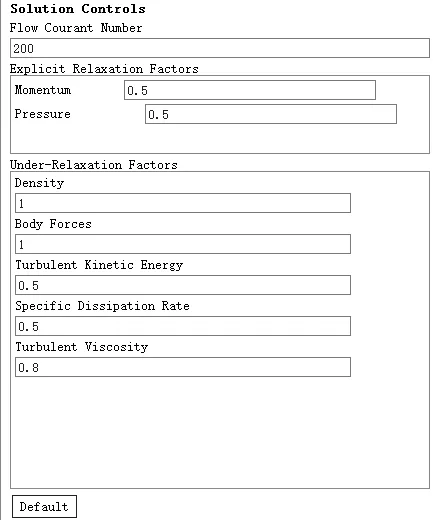 Solution Controls
Flow Courant Number
200
Explicit Relaxation Factors
Momentum 0.5
Pressure 0.5
Under-Relaxation Factors
Density
1
Body Forces
1
Turbulent Kinetic Energy
0.5
Specific Dissipation Rate
0.5
Turbulent Viscosity
0.8
Default